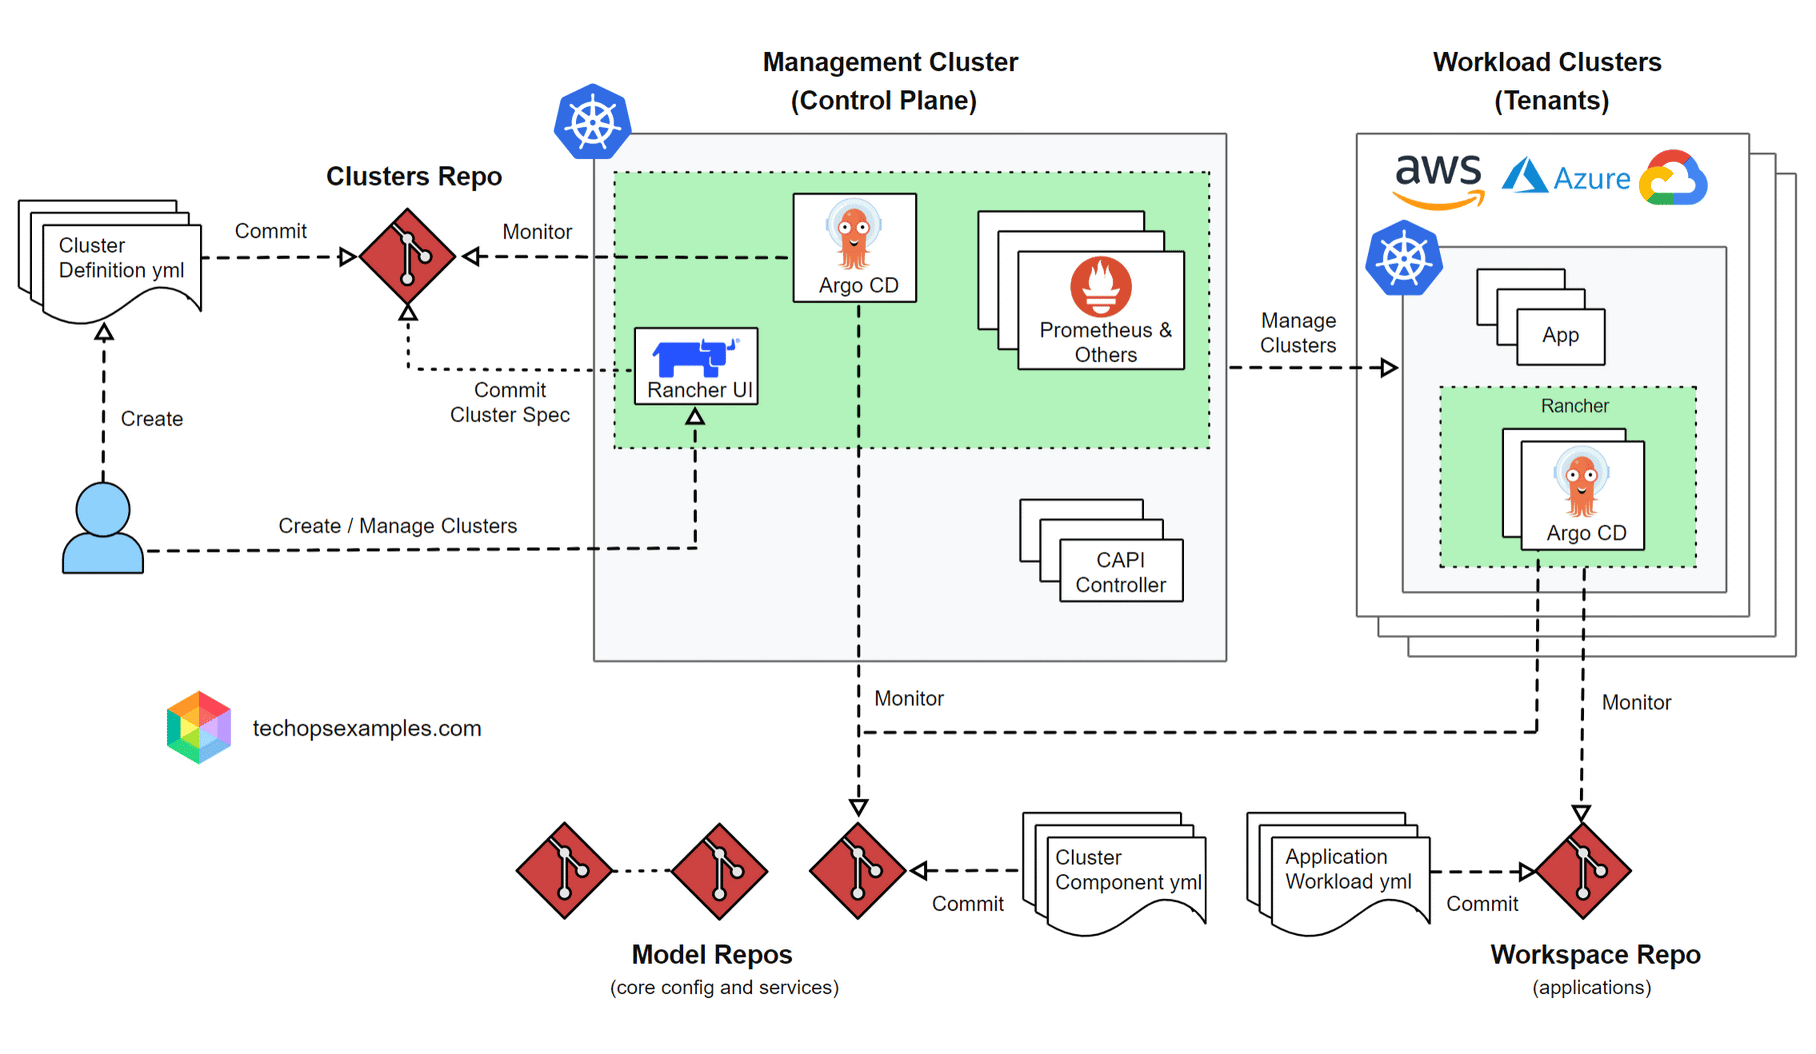 Management Cluster
(Control Plane)
Workload Clusters
(Tenants)
Clusters Repo
aws
Azure
Cluster
Definition yml
Commit
Monitor
Argo CD
Prometheus &
Others
Manage
Clusters
App
Rancher UI
Commit
Cluster Spec
Rancher
Argo CD
Create
Create / Manage Clusters
CAPI
Controller
Monitor
Monitor
techopsexamples.com
Cluster
Component yml
Commit
Application
Workload yml
Commit
Model Repos
(core config and services)
Workspace Repo
(applications)